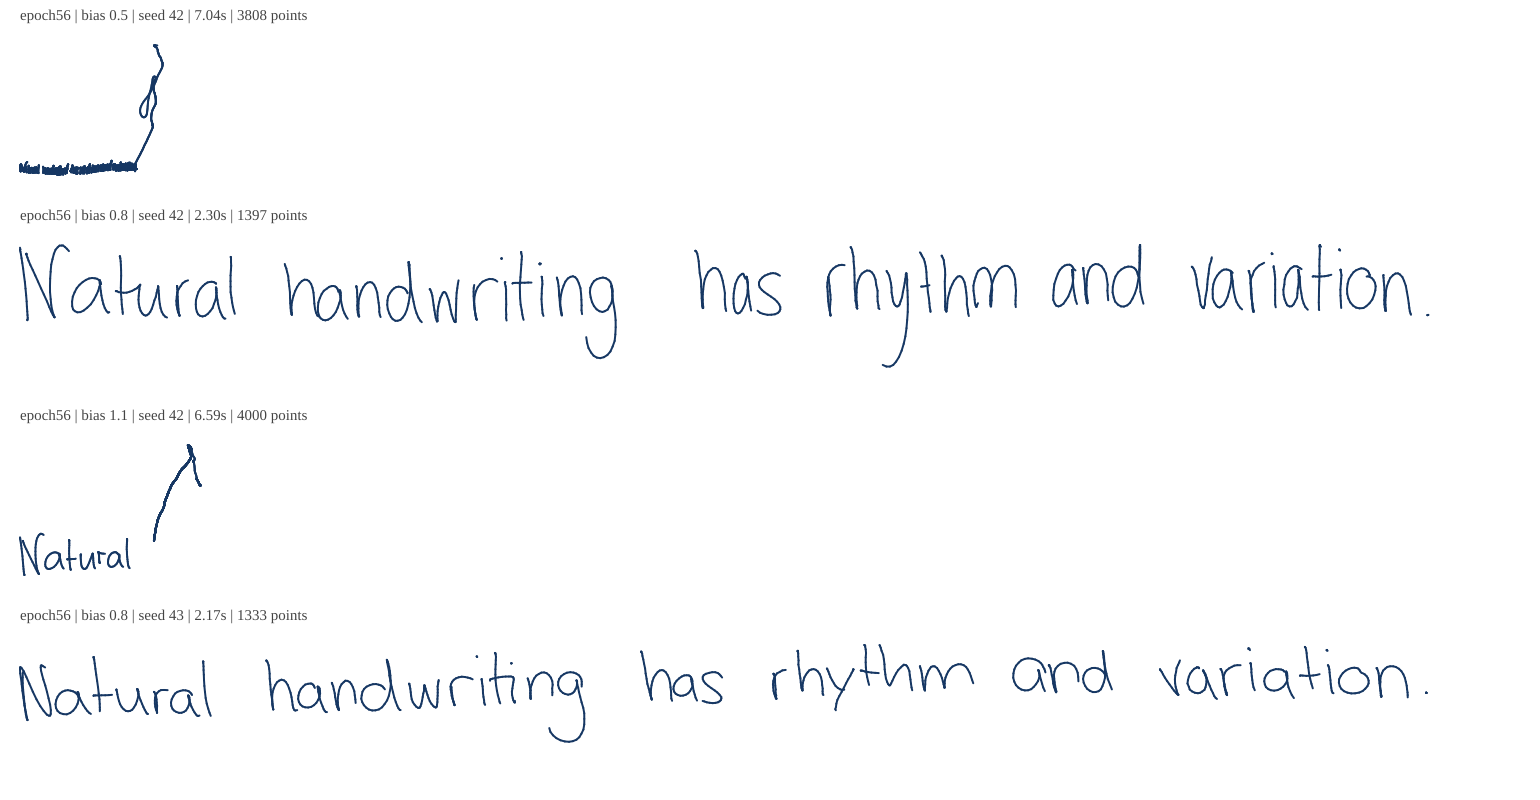 epoch56 | bias 0.5 | seed 42 | 7.04s | 3808 points
epoch56 | bias 0.8 | seed 42 | 2.30s | 1397 points
Natural handwriting has rhythm and variation.
epoch56 | bias 1.1 | seed 42 | 6.59s | 4000 points
Natural
epoch56 | bias 0.8 | seed 43 | 2.17s | 1333 points
Natural handwriting has rhythm and variation.